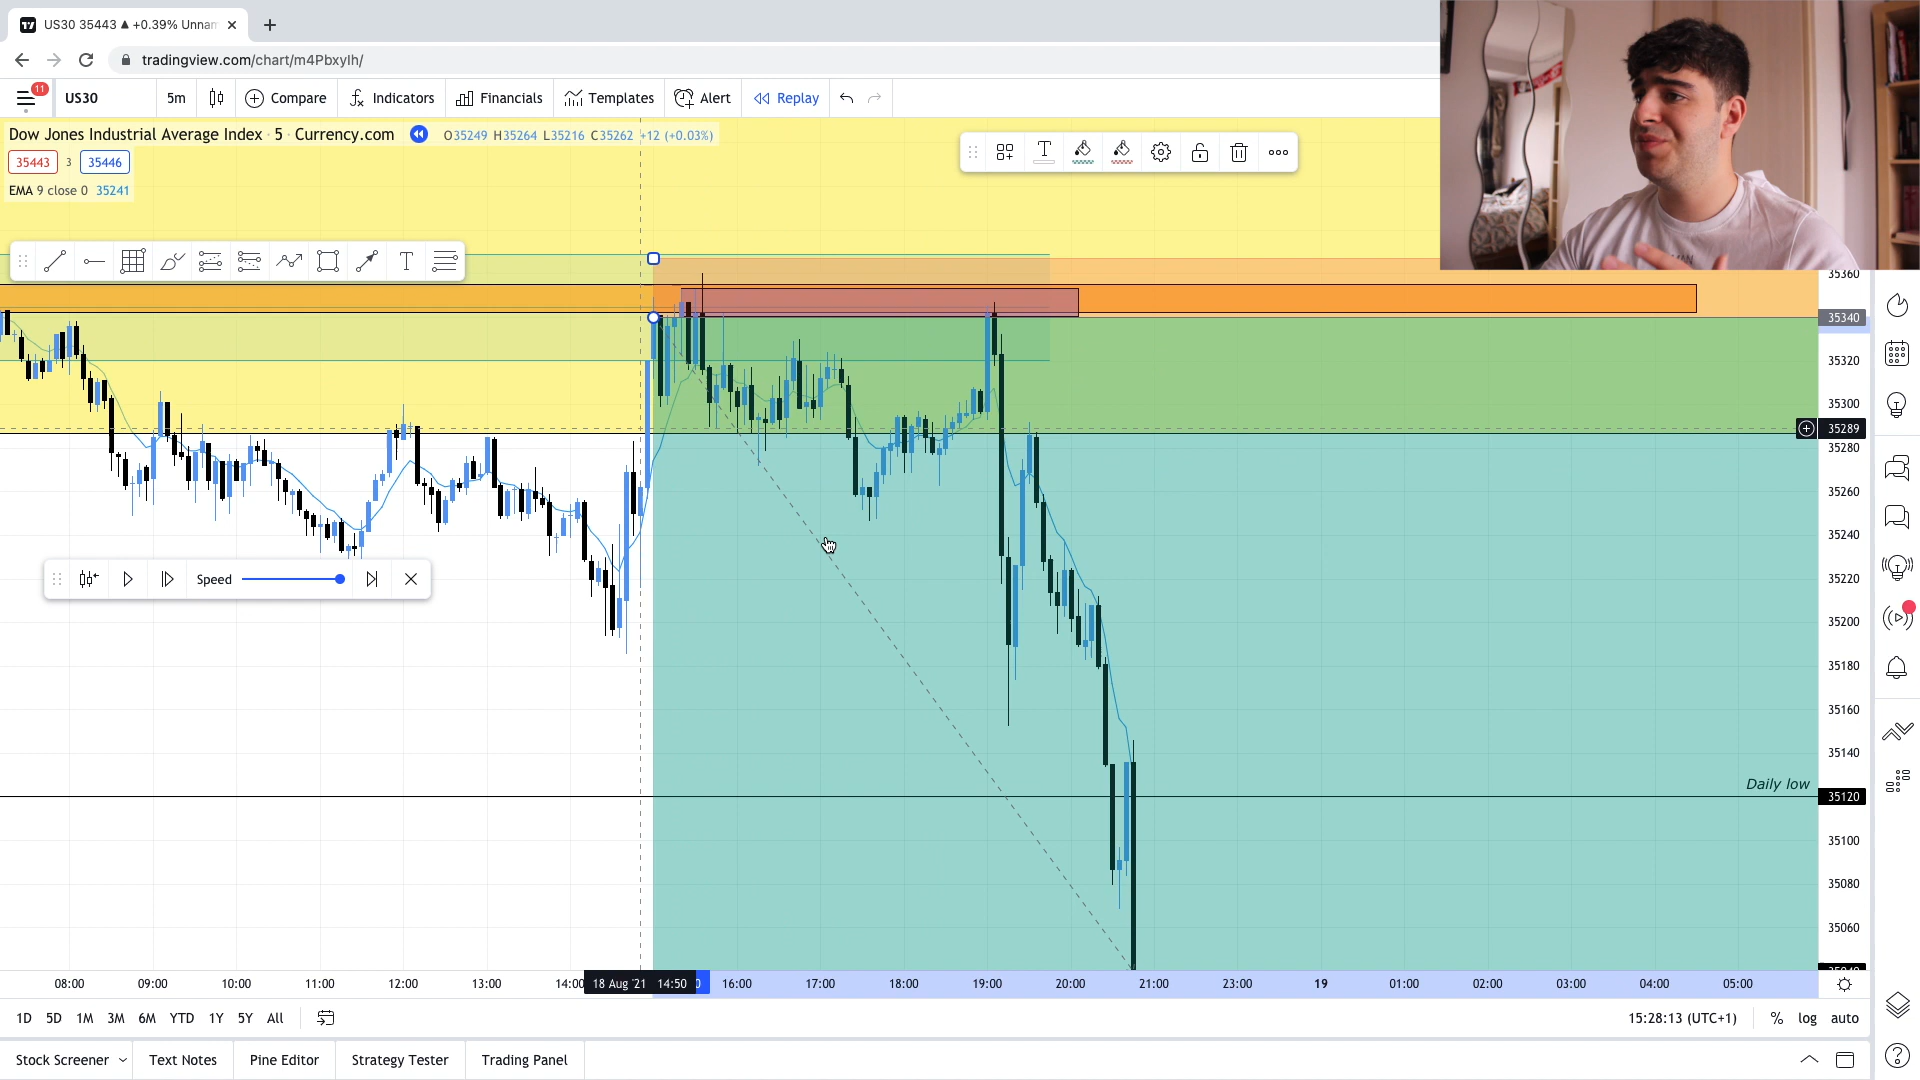 US30 35443 ▲ +0.39% Unnam
tradingview.com/chart/m4PbxyIh/
11
US30
5m
Compare
Indicators
Financials
Templates
Alert
Replay
Dow Jones Industrial Average Index · 5 · Currency.com
O35249 H35264 L35216 C35262 +12 (+0.03%)
35443 3 35446
EMA 9 close 0 35241
Speed
35360
35340
35320
35300
35289
35280
35260
35240
35220
35200
35180
35160
35140
Daily low
35120
35100
35080
35060
08:00 09:00 10:00 11:00 12:00 13:00 14:00 18 Aug '21 14:50 16:00 17:00 18:00 19:00 20:00 21:00 22:00 23:00 19 01:00 02:00 03:00 04:00 05:00
1D 5D 1M 3M 6M YTD 1Y 5Y All
15:28:13 (UTC+1) % log auto
Stock Screener Text Notes Pine Editor Strategy Tester Trading Panel